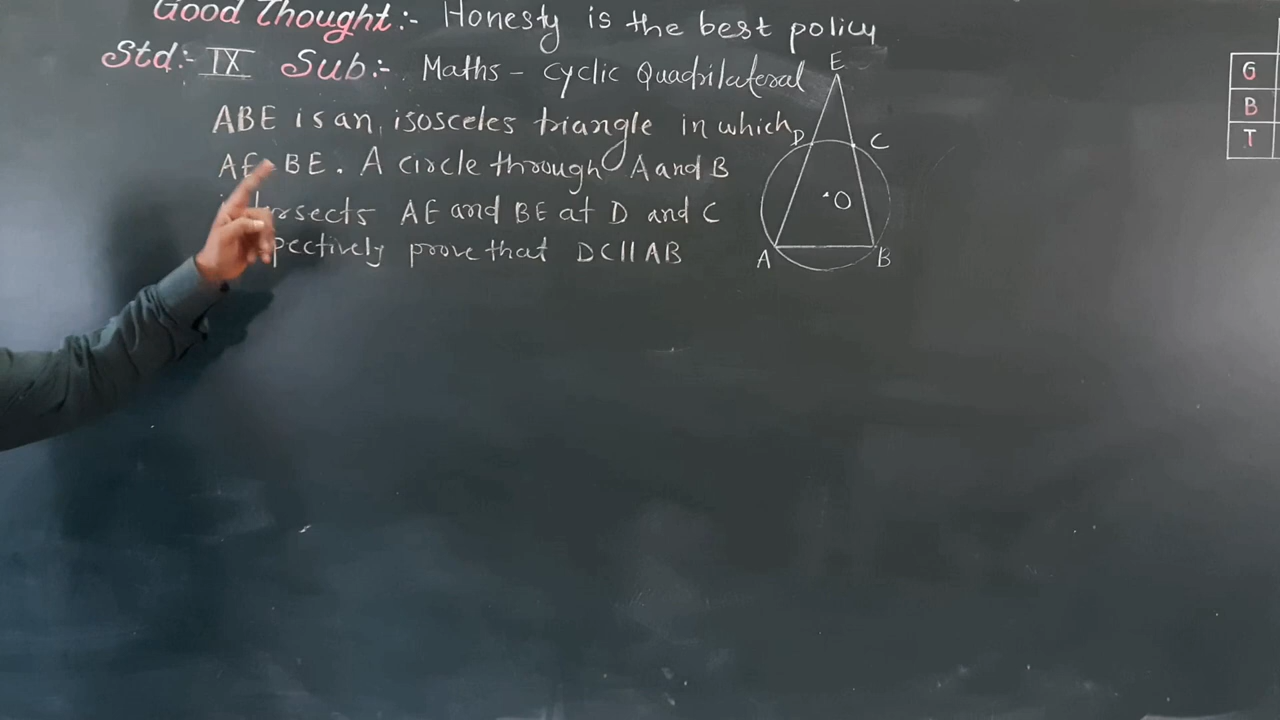 Good Thought:- Honesty is the best policy
Std:- IX Sub:- Maths - Cyclic Quadrilateral
ABE is an isosceles triangle in which
BE. A circle through A and B
AE and BE at D and C
prove that DC || AB
E
D
C
O
A
B
G
B
T